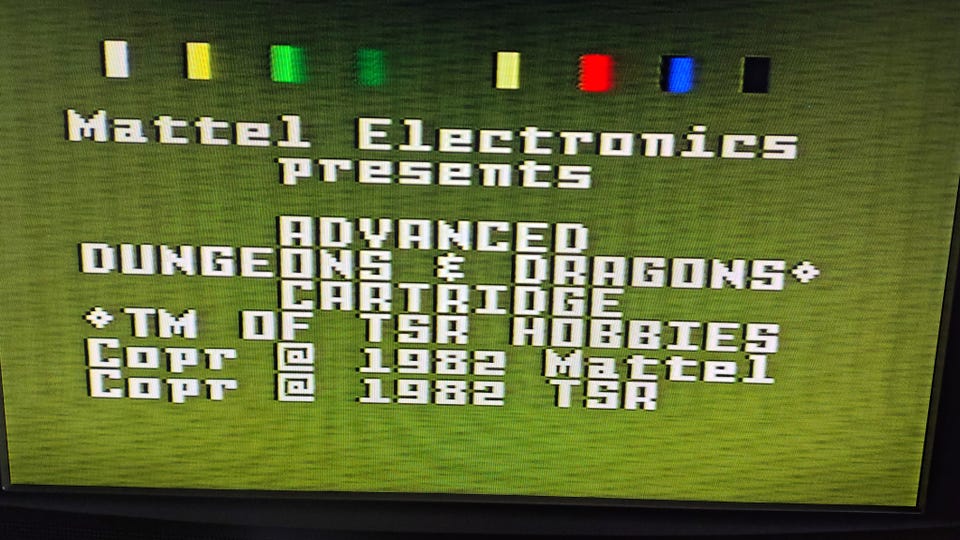 Mattel Electronics
presents
ADVANCED
DUNGEONS & DRAGONS*
CARTRIDGE
*TM OF TSR HOBBIES
Copr @ 1982 Mattel
Copr @ 1982 TSR